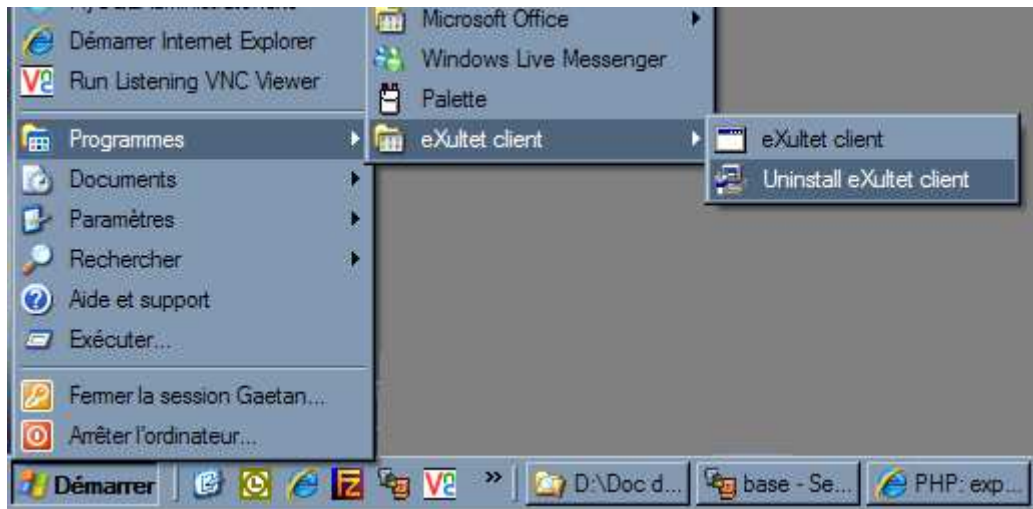 Démarrer Internet Explorer
Run Listening VNC Viewer
Programmes
Documents
Paramètres
Rechercher
Aide et support
Exécuter...
Fermer la session Gaetan...
Arrêter l'ordinateur...
Microsoft Office
Windows Live Messenger
Palette
eXultet client
eXultet client
Uninstall eXultet client
Démarrer
»
D:\Doc d...
base - Se...
PHP: exp...